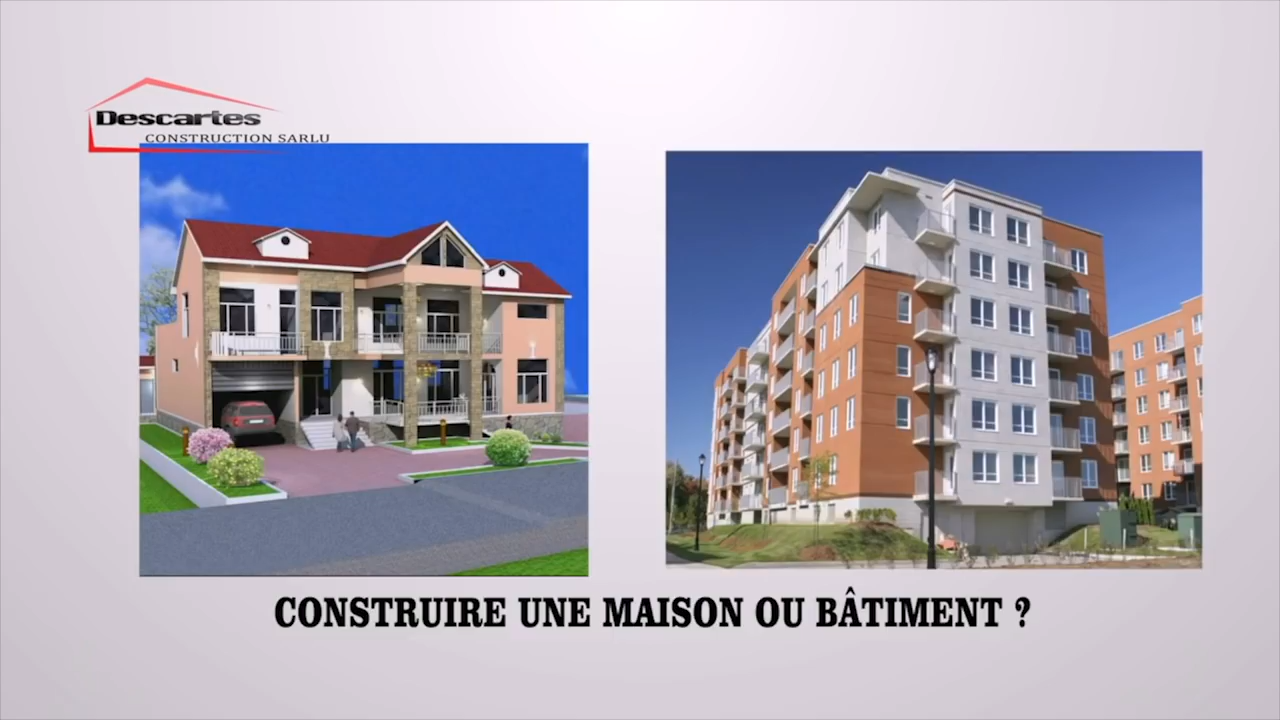 Descartes
CONSTRUCTION SARLU
CONSTRUIRE UNE MAISON OU BÂTIMENT ?